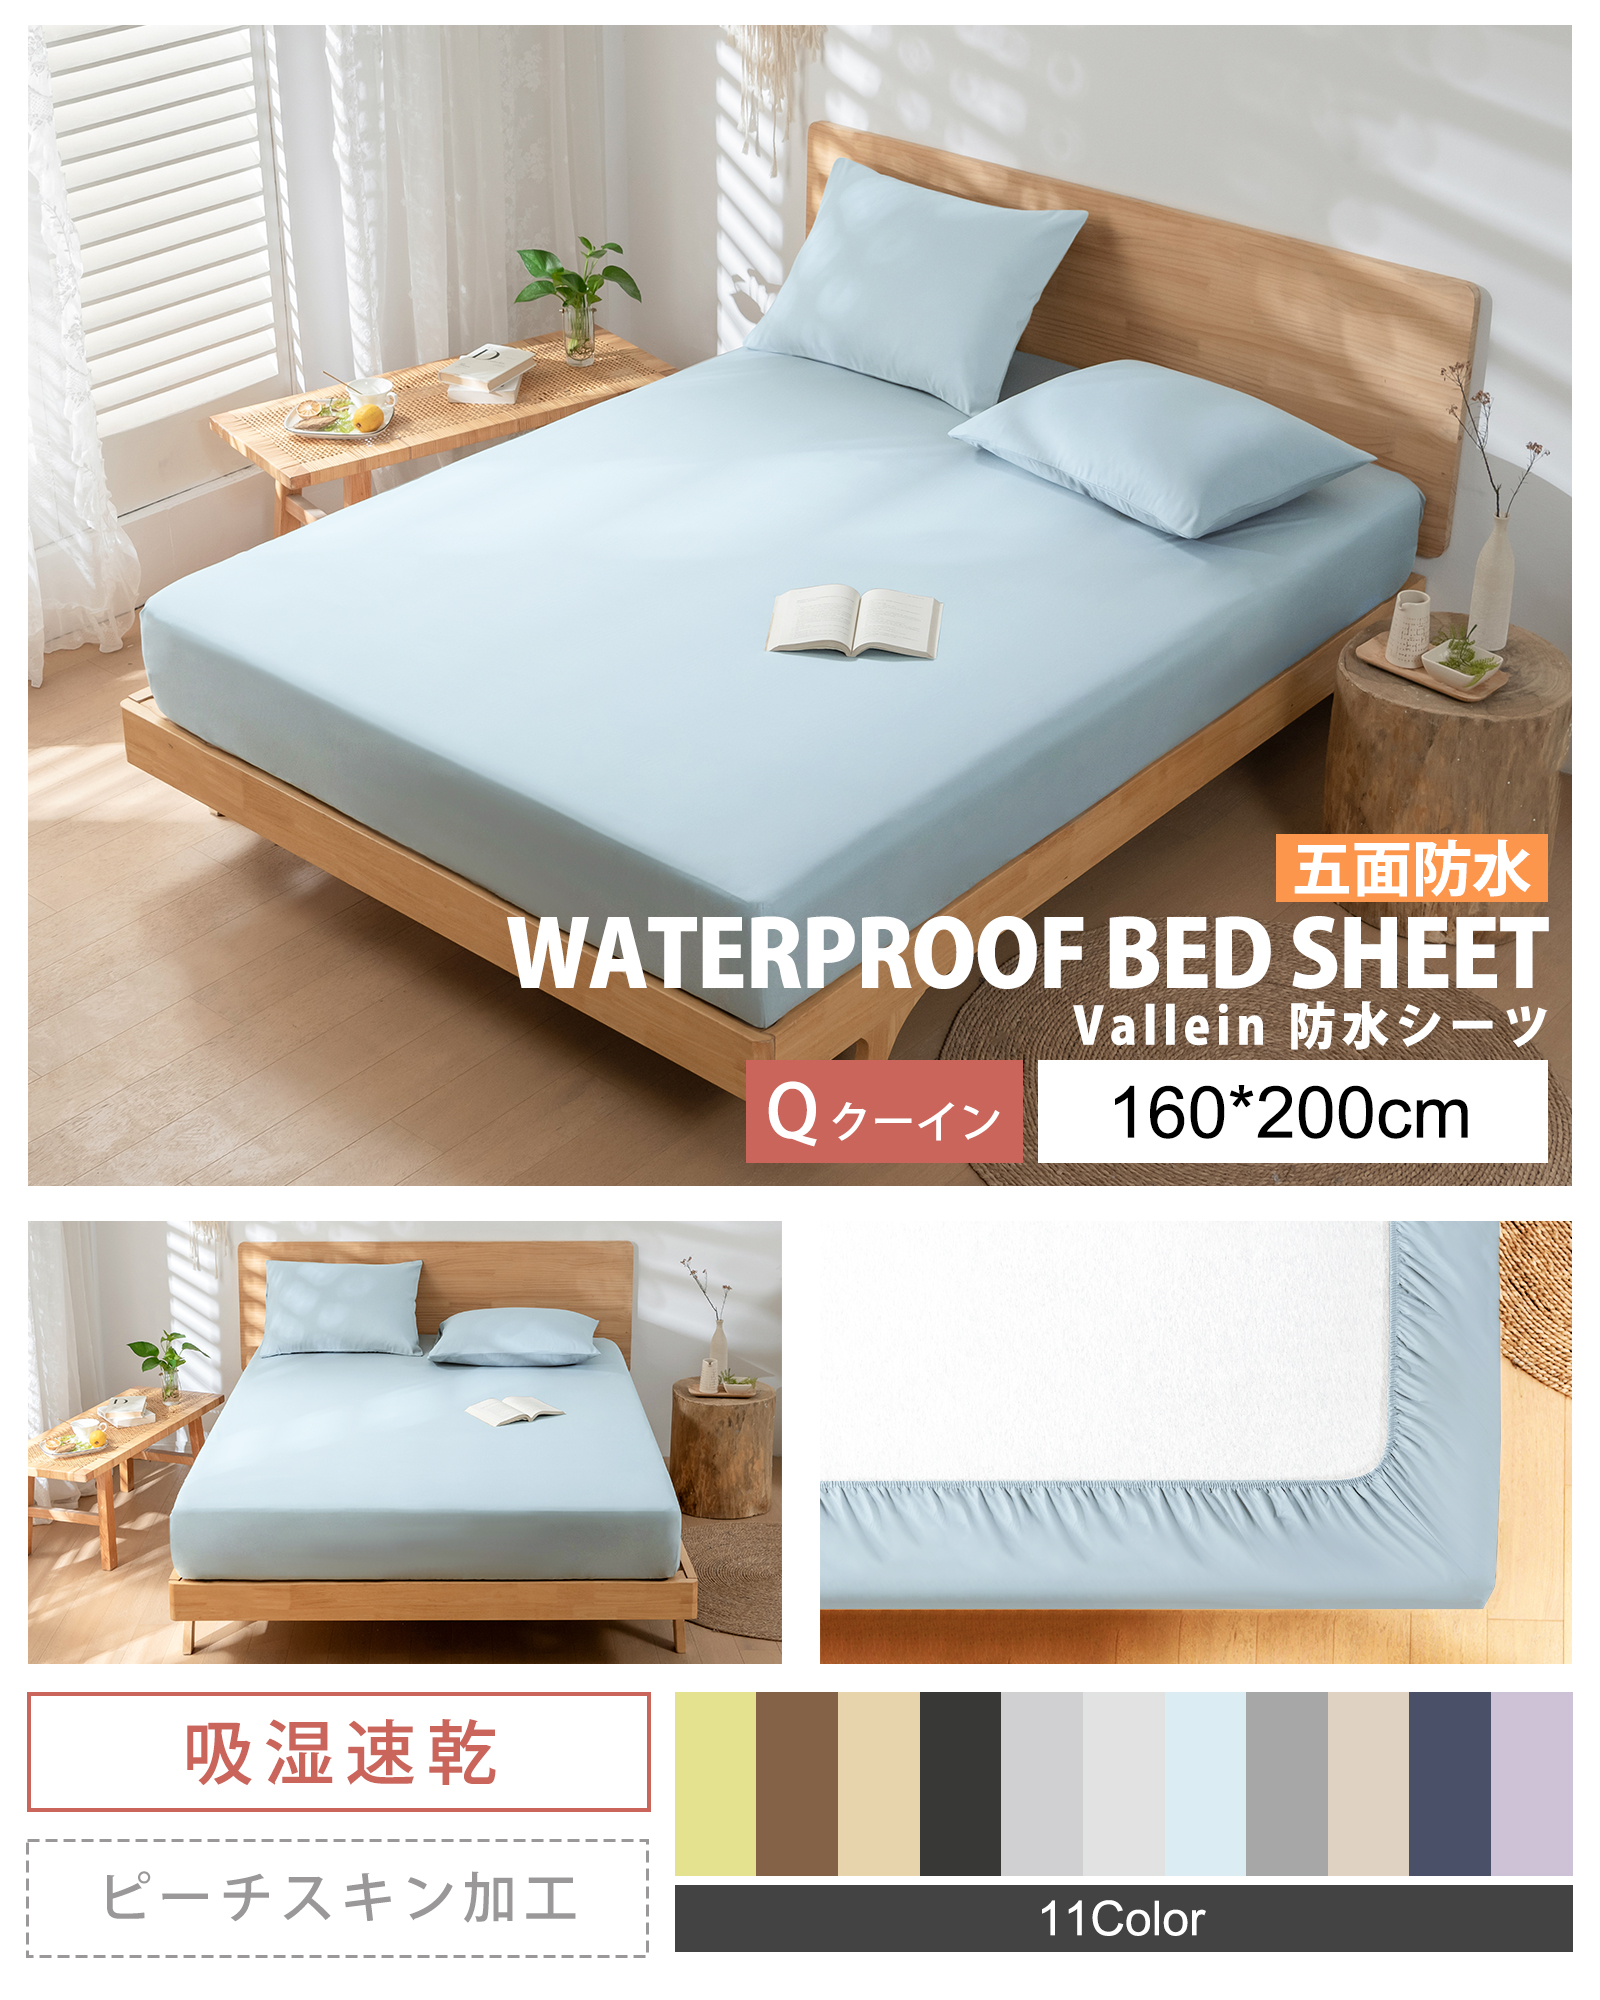 D
五面防水
WATERPROOF BED SHEET
Vallein 防水シーツ
Q クーイン
160*200cm
D
吸湿速乾
ピーチスキン加工
11Color